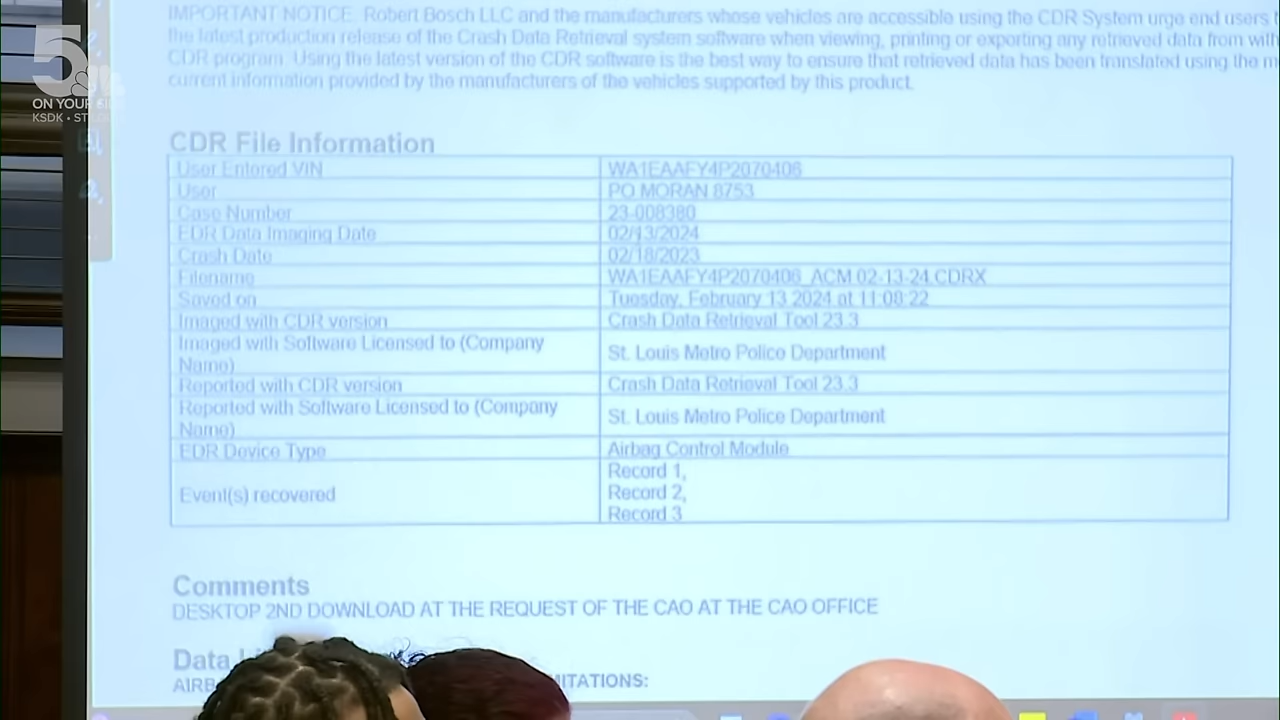 IMPORTANT NOTICE: Robert Bosch LLC and the manufacturers whose vehicles are accessible using the CDR System urge end users
the latest production release of the Crash Data Retrieval system software when viewing, printing or exporting any retrieved data from
CDR program. Using the latest version of the CDR software is the best way to ensure that retrieved data has been translated using the
current information provided by the manufacturers of the vehicles supported by this product.
5
ON YOUR
KSDK •
CDR File Information
User Entered VIN WA1EAAFY4P2070406
User PO MORAN 8753
Case Number 23-008380
EDR Data Imaging Date 02/13/2024
Crash Date 02/18/2023
Filename WA1EAAFY4P2070406_ACM 02-13-24.CDRX
Saved on Tuesday, February 13 2024 at 11:08:22
Imaged with CDR version Crash Data Retrieval Tool 23.3
Imaged with Software Licensed to (Company
Name) St. Louis Metro Police Department
Reported with CDR version Crash Data Retrieval Tool 23.3
Reported with Software Licensed to (Company
Name) St. Louis Metro Police Department
EDR Device Type Airbag Control Module
Event(s) recovered Record 1,
Record 2,
Record 3
Comments
DESKTOP 2ND DOWNLOAD AT THE REQUEST OF THE CAO AT THE CAO OFFICE
Data